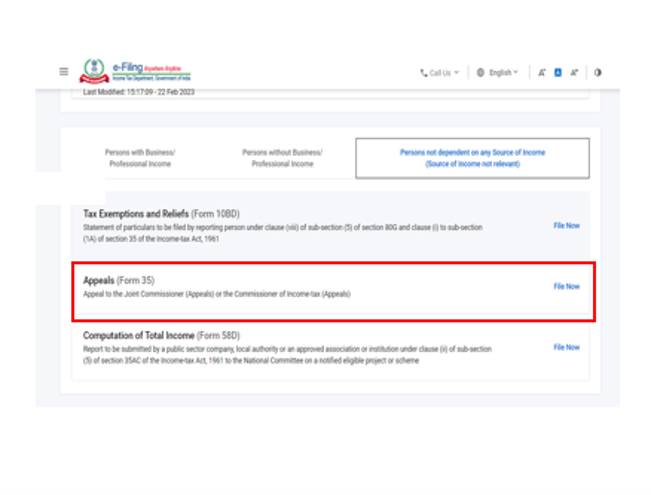 e-Filing Anywhere Anytime
Income Tax Department, Government of India
Call Us
English
A-
A
A+
Last Modified: 15:17:09 - 22 Feb 2023
Persons with Business/
Professional Income
Persons without Business/
Professional Income
Persons not dependent on any Source of Income
(Source of Income not relevant)
Tax Exemptions and Reliefs (Form 10BD)
Statement of particulars to be filed by reporting person under clause (viii) of sub-section (5) of section 80G and clause (i) to sub-section
(1A) of section 35 of the Income-tax Act, 1961
File Now
Appeals (Form 35)
Appeal to the Joint Commissioner (Appeals) or the Commissioner of Income-tax (Appeals)
File Now
Computation of Total Income (Form 58D)
Report to be submitted by a public sector company, local authority or an approved association or institution under clause (ii) of sub-section
(5) of section 35AC of the Income-tax Act, 1961 to the National Committee on a notified eligible project or scheme
File Now